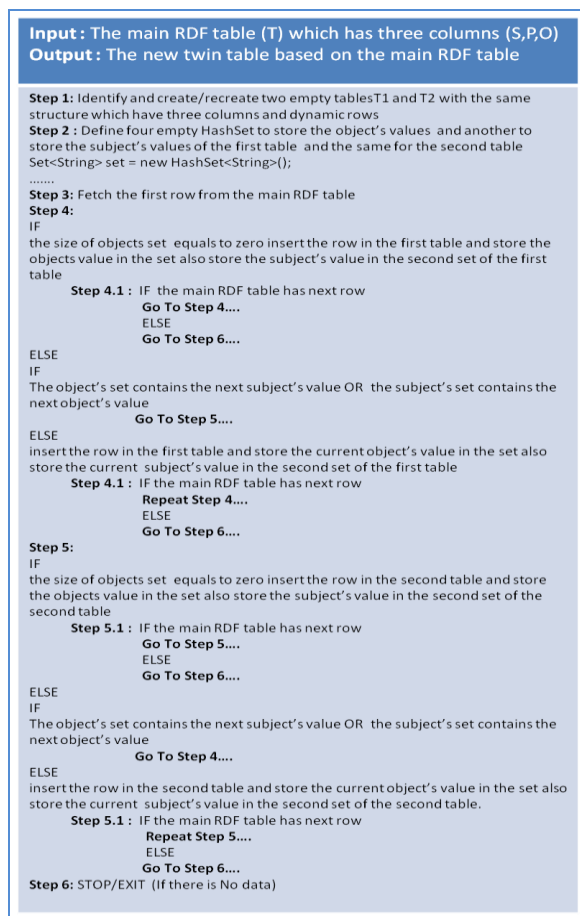 Input : The main RDF table (T) which has three columns (S,P,O)
Output : The new twin table based on the main RDF table
Step 1: Identify and create/recreate two empty tablesT1 and T2 with the same
structure which have three columns and dynamic rows
Step 2 : Define four empty HashSet to store the object's values and another to
store the subject's values of the first table and the same for the second table
Set<String> set = new HashSet<String>();
.......
Step 3: Fetch the first row from the main RDF table
Step 4:
IF
the size of objects set equals to zero insert the row in the first table and store the
objects value in the set also store the subject's value in the second set of the first
table
Step 4.1 : IF the main RDF table has next row
Go To Step 4....
ELSE
Go To Step 6....
ELSE
IF
The object's set contains the next subject's value OR the subject's set contains the
next object's value
Go To Step 5....
ELSE
insert the row in the first table and store the current object's value in the set also
store the current subject's value in the second set of the first table
Step 4.1 : IF the main RDF table has next row
Repeat Step 4....
ELSE
Go To Step 6....
Step 5:
IF
the size of objects set equals to zero insert the row in the second table and store
the objects value in the set also store the subject's value in the second set of the
second table
Step 5.1 : IF the main RDF table has next row
Go To Step 5....
ELSE
Go To Step 6....
ELSE
IF
The object's set contains the next subject's value OR the subject's set contains the
next object's value
Go To Step 4....
ELSE
insert the row in the second table and store the current object's value in the set also
store the current subject's value in the second set of the second table.
Step 5.1 : IF the main RDF table has next row
Repeat Step 5....
ELSE
Go To Step 6....
Step 6: STOP/EXIT (If there is No data)